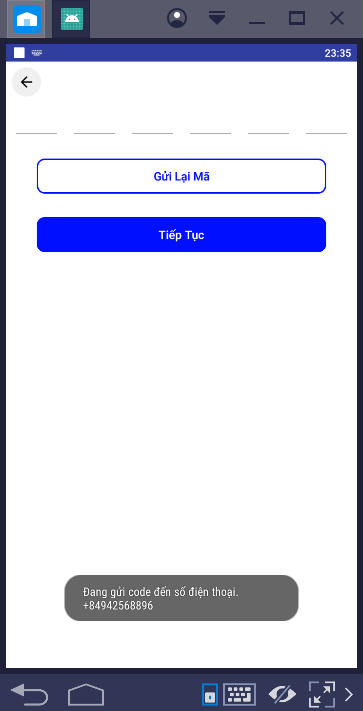 23:35
Gửi Lại Mã
Tiếp Tục
Đang gửi code đến số điện thoại.
+84942568896